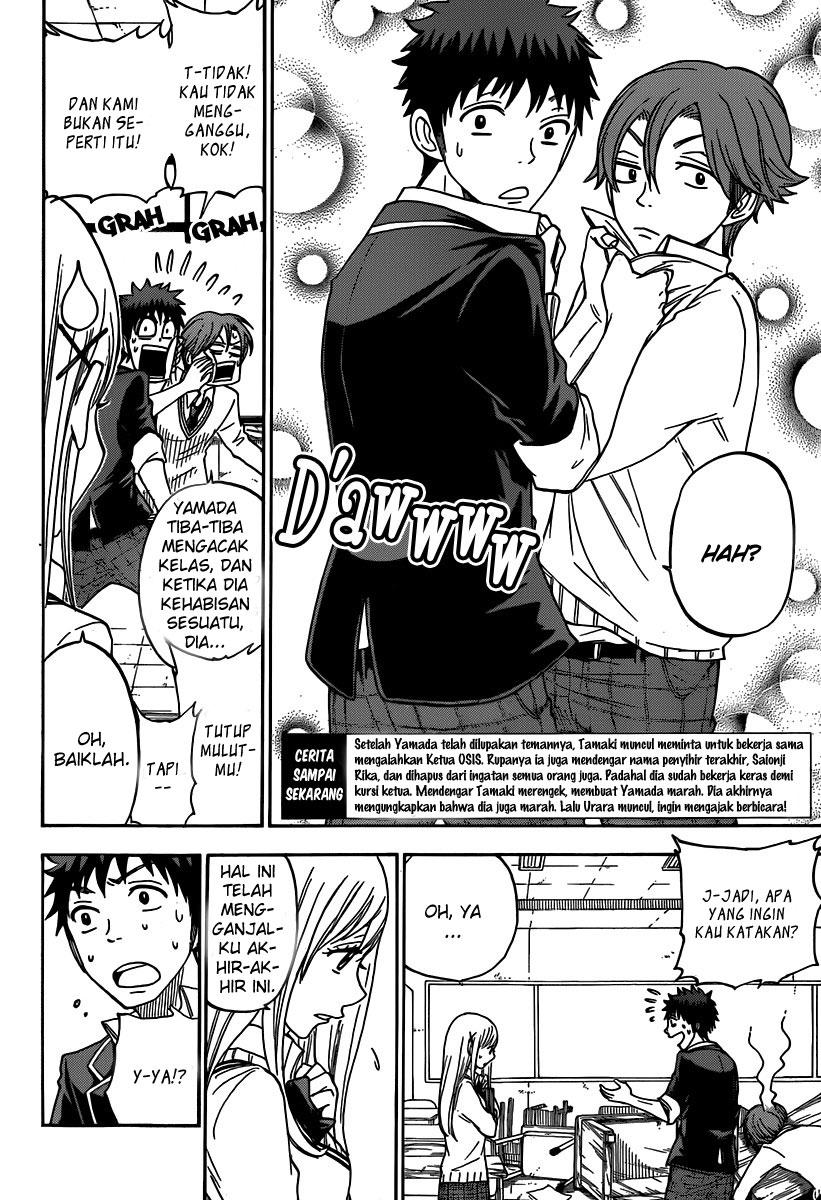 HAH?
D'awwww
CERITA
SAMPAI
SEKARANG
Setelah Yamada telah dilupakan temannya, Tamaki muncul meminta untuk bekerja sama
mengalahkan Ketua OSIS. Rupanya ia juga mendengar nama penyihir terakhir, Saionji
Rika, dan dihapus dari ingatan semua orang juga. Padahal dia sudah bekerja keras demi
kursi ketua. Mendengar Tamaki merengek, membuat Yamada marah. Dia akhirnya
mengungkapkan bahwa dia juga marah. Lalu Urara muncul, ingin mengajak berbicara!
T-TIDAK!
KAU TIDAK
MENG-
GANGGU,
KOK!
DAN KAMI
BUKAN SE-
PERTI ITU!
GRAH
GRAH
YAMADA
TIBA-TIBA
MENGACAK
KELAS, DAN
KETIKA DIA
KEHABISAN
SESUATU,
DIA...
TUTUP
MULUT-
MU!
TAPI
--
OH,
BAIKLAH.
J-JADI, APA
YANG INGIN
KAU KATAKAN?
OH, YA
...
HAL INI
TELAH
MENG-
GANJAL-
KU AK-
HIR-AK-
HIR INI.
Y-YA!?